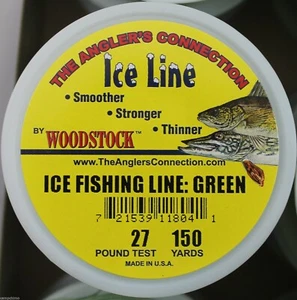 THE ANGLER'S CONNECTION
Ice Line
• Smoother
• Stronger
• Thinner
BY WOODSTOCK™
www.TheAnglersConnection.com
ICE FISHING LINE: GREEN
7 21539 11804 1
27 150
POUND TEST YARDS
MADE IN U.S.A.